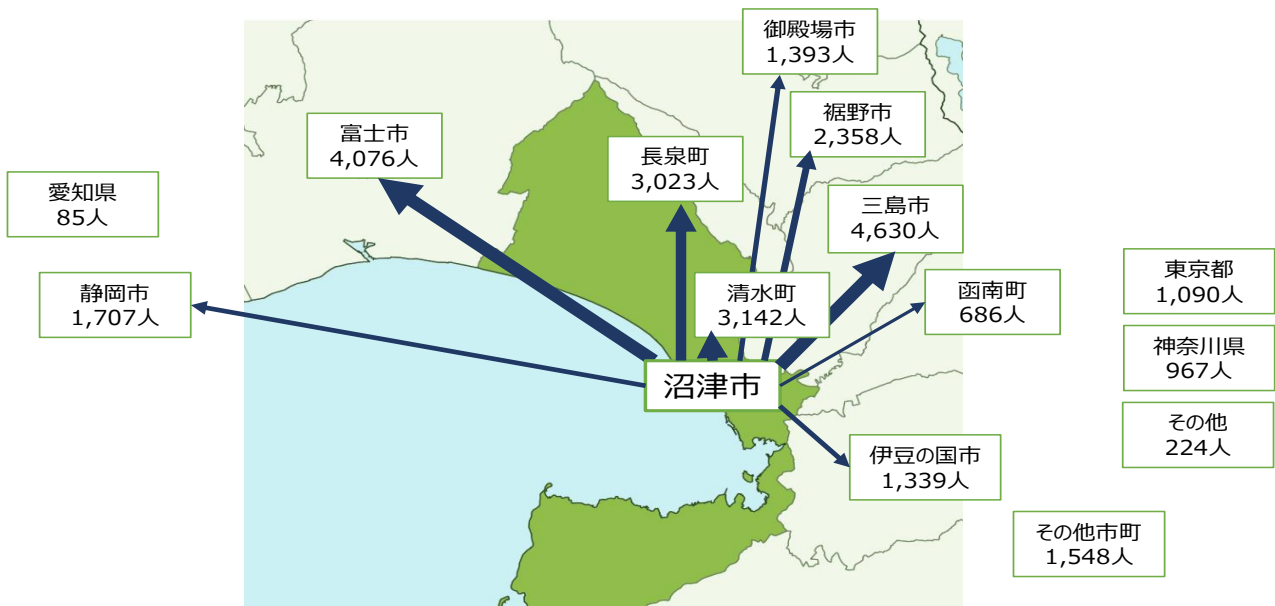 御殿場市
1,393人
裾野市
2,358人
富士市
4,076人
長泉町
3,023人
愛知県
85人
三島市
4,630人
静岡市
1,707人
清水町
3,142人
函南町
686人
東京都
1,090人
神奈川県
967人
沼津市
その他
224人
伊豆の国市
1,339人
その他市町
1,548人